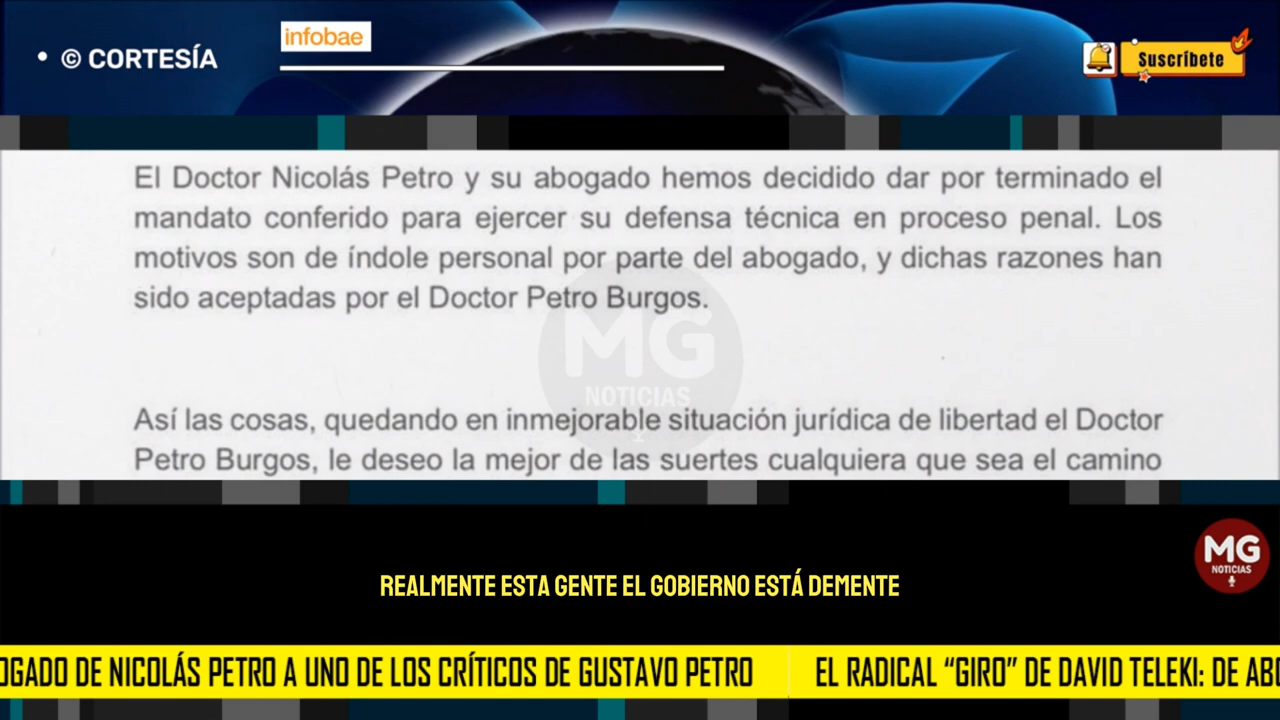 • © CORTESÍA
infobae
Suscríbete
El Doctor Nicolás Petro y su abogado hemos decidido dar por terminado el
mandato conferido para ejercer su defensa técnica en proceso penal. Los
motivos son de índole personal por parte del abogado, y dichas razones han
sido aceptadas por el Doctor Petro Burgos.
MG
NOTICIAS
Así las cosas, quedando en inmejorable situación jurídica de libertad el Doctor
Petro Burgos, le deseo la mejor de las suertes cualquiera que sea el camino
MG
NOTICIAS
REALMENTE ESTA GENTE EL GOBIERNO ESTÁ DEMENTE
OGADO DE NICOLÁS PETRO A UNO DE LOS CRÍTICOS DE GUSTAVO PETRO EL RADICAL “GIRO” DE DAVID TELEKI: DE ABO